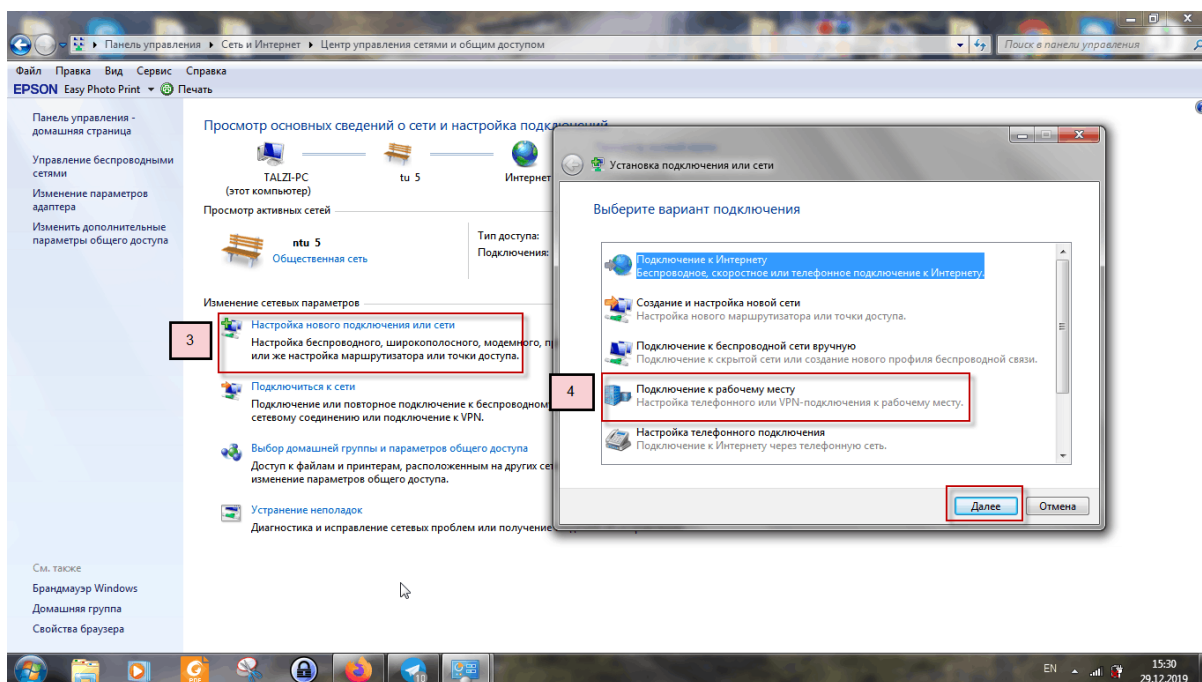 Панель управления ▸ Сеть и Интернет ▸ Центр управления сетями и общим доступом
Поиск в панели управления
Файл Правка Вид Сервис Справка
EPSON Easy Photo Print Печать
Панель управления -
домашняя страница
Управление беспроводными
сетями
Изменение параметров
адаптера
Изменить дополнительные
параметры общего доступа
См. также
Брандмауэр Windows
Домашняя группа
Свойства браузера
Просмотр основных сведений о сети и настройка подключений
TALZI-PC
(этот компьютер)
tu 5
Интернет
Просмотр активных сетей
ntu 5
Общественная сеть
Тип доступа:
Подключения:
Изменение сетевых параметров
3
Настройка нового подключения или сети
Настройка беспроводного, широкополосного, модемного,
или же настройка маршрутизатора или точки доступа.
Подключиться к сети
Подключение или повторное подключение к беспроводном
сетевому соединению или подключение к VPN.
Выбор домашней группы и параметров общего доступа
Доступ к файлам и принтерам, расположенным на других
изменение параметров общего доступа.
Устранение неполадок
Диагностика и исправление сетевых проблем или получение
Установка подключения или сети
Выберите вариант подключения
Подключение к Интернету
Беспроводное, скоростное или телефонное подключение к Интернету.
Создание и настройка новой сети
Настройка нового маршрутизатора или точки доступа.
Подключение к беспроводной сети вручную
Подключение к скрытой сети или создание нового профиля беспроводной связи.
4
Подключение к рабочему месту
Настройка телефонного или VPN-подключения к рабочему месту.
Настройка телефонного подключения
Подключение к Интернету через телефонную сеть.
Далее
Отмена
PDF
10
EN
15:30
29.12.2019